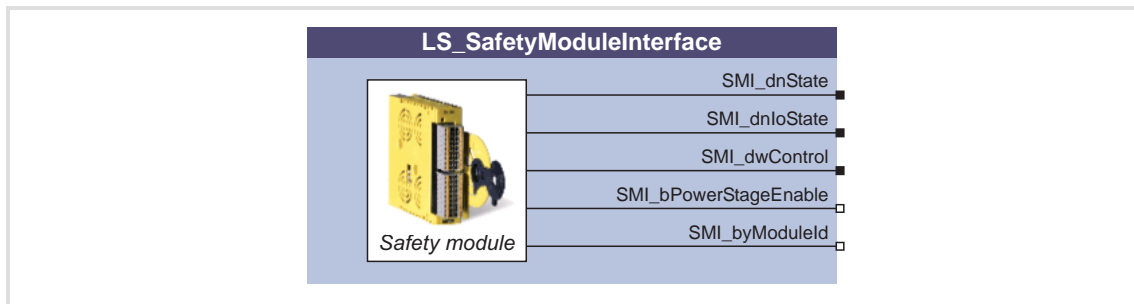 LS_SafetyModuleInterface
SMI_dnState
SMI_dnIoState
SMI_dwControl
SMI_bPowerStageEnable
SMI_byModuleId
Safety module